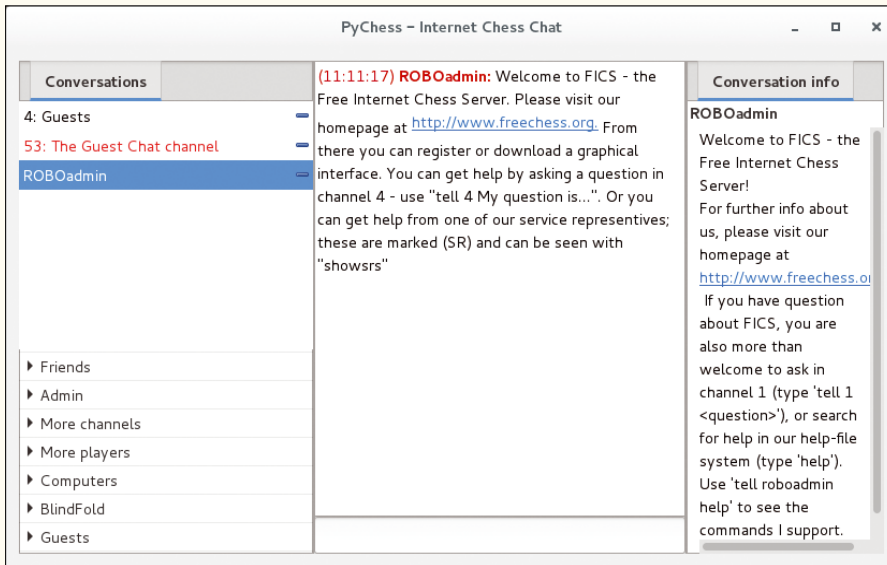 PyChess – Internet Chess Chat
Conversations
4: Guests
53: The Guest Chat channel
ROBOadmin
Friends
Admin
More channels
More players
Computers
BlindFold
Guests
(11:11:17) ROBOadmin: Welcome to FICS - the
Free Internet Chess Server. Please visit our
homepage at http://www.freechess.org. From
there you can register or download a graphical
interface. You can get help by asking a question in
channel 4 - use "tell 4 My question is...". Or you
can get help from one of our service representives;
these are marked (SR) and can be seen with
"showsrs"
Conversation info
ROBOadmin
Welcome to FICS - the
Free Internet Chess
Server!
For further info about
us, please visit our
homepage at
http://www.freechess.or
If you have question
about FICS, you are
also more than
welcome to ask in
channel 1 (type 'tell 1
<question>'), or search
for help in our help-file
system (type 'help').
Use 'tell roboadmin
help' to see the
commands I support.